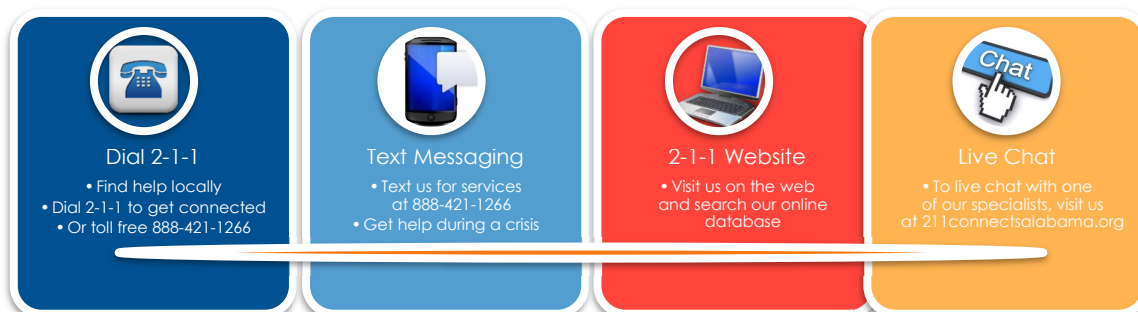 Dial 2-1-1
• Find help locally
• Dial 2-1-1 to get connected
• Or toll free 888-421-1266
Text Messaging
• Text us for services
at 888-421-1266
• Get help during a crisis
2-1-1 Website
• Visit us on the web
and search our online
database
Chat
Live Chat
• To live chat with one
of our specialists, visit us
at 211connectsalabama.org